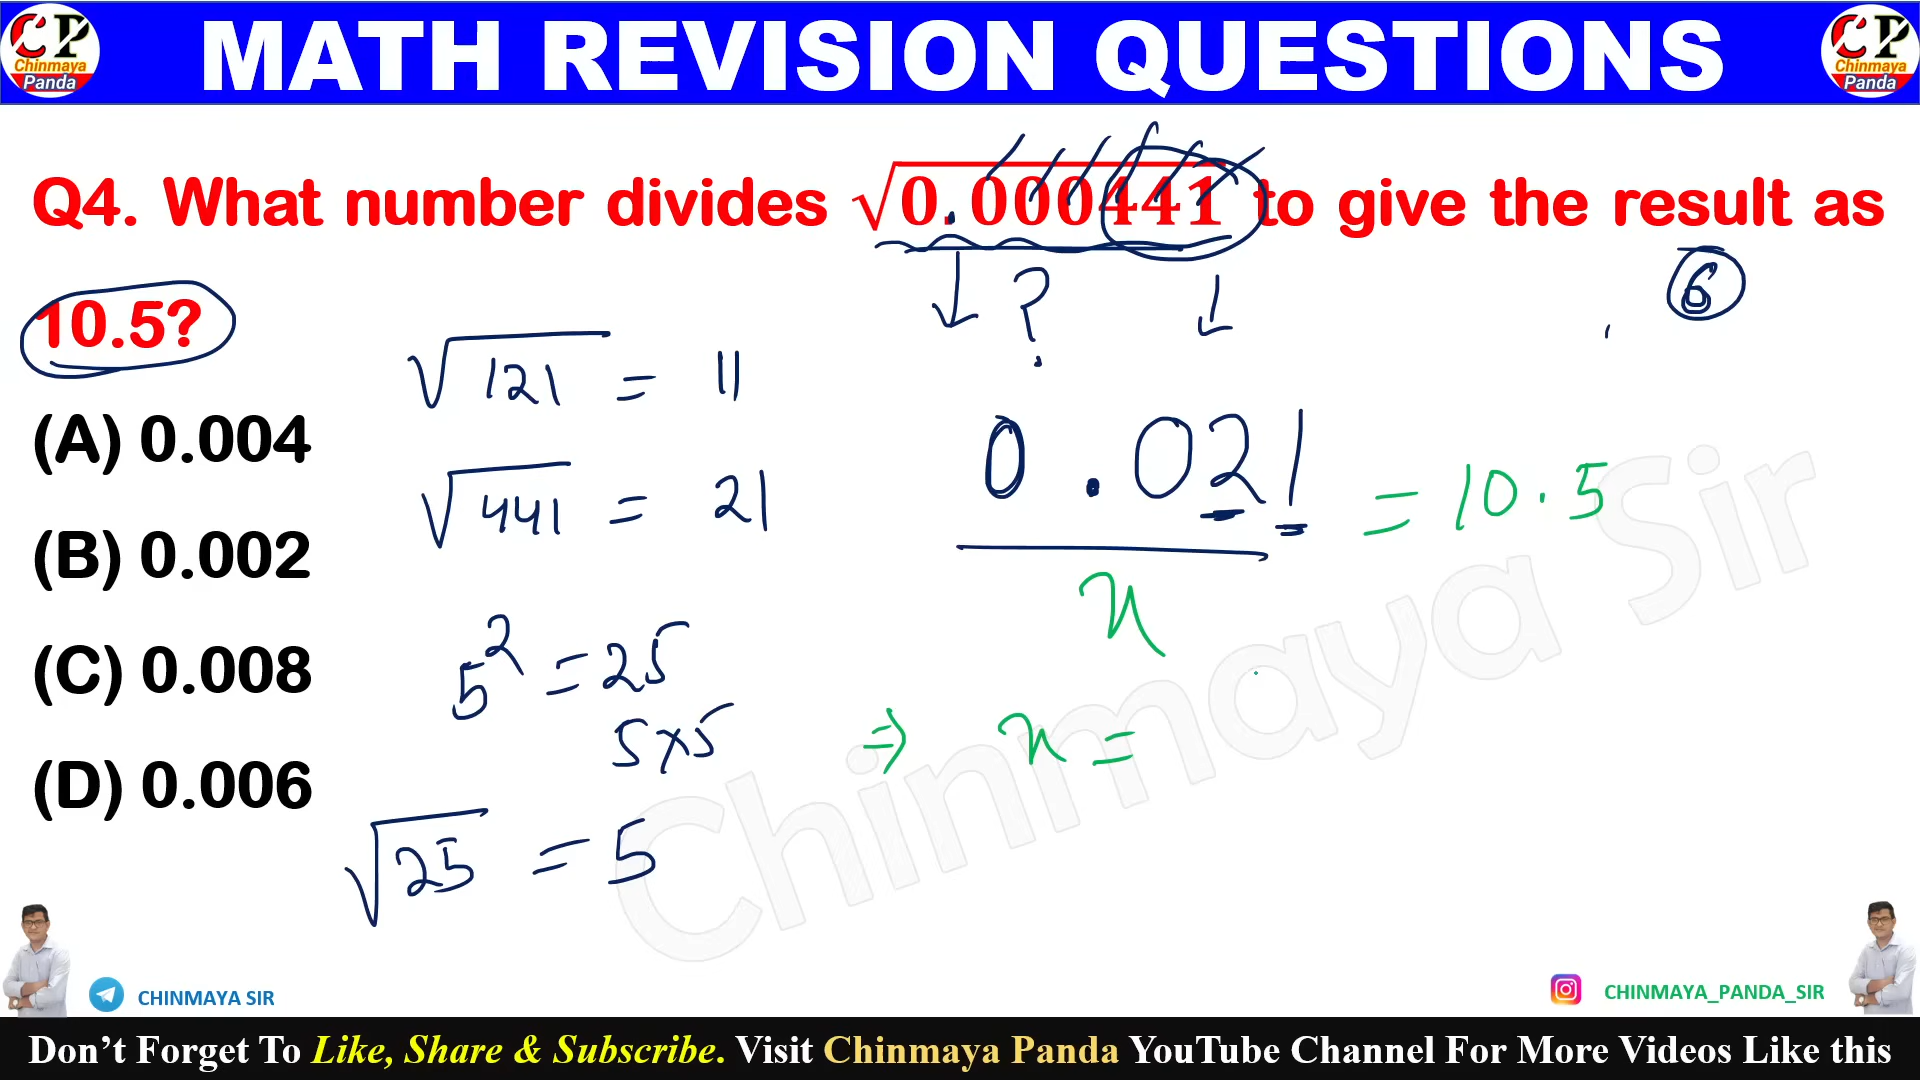 CP Chinmaya Panda
MATH REVISION QUESTIONS
CP Chinmaya Panda
Q4. What number divides √0.000441 to give the result as
10.5?
6
?
(A) 0.004
(B) 0.002
(C) 0.008
(D) 0.006
√121 = 11
√441 = 21
5² = 25
5×5
√25 = 5
0.021
x
= 10.5
⇒ x =
Chinmaya Sir
CHINMAYA SIR
CHINMAYA_PANDA_SIR
Don’t Forget To Like, Share & Subscribe. Visit Chinmaya Panda YouTube Channel For More Videos Like this